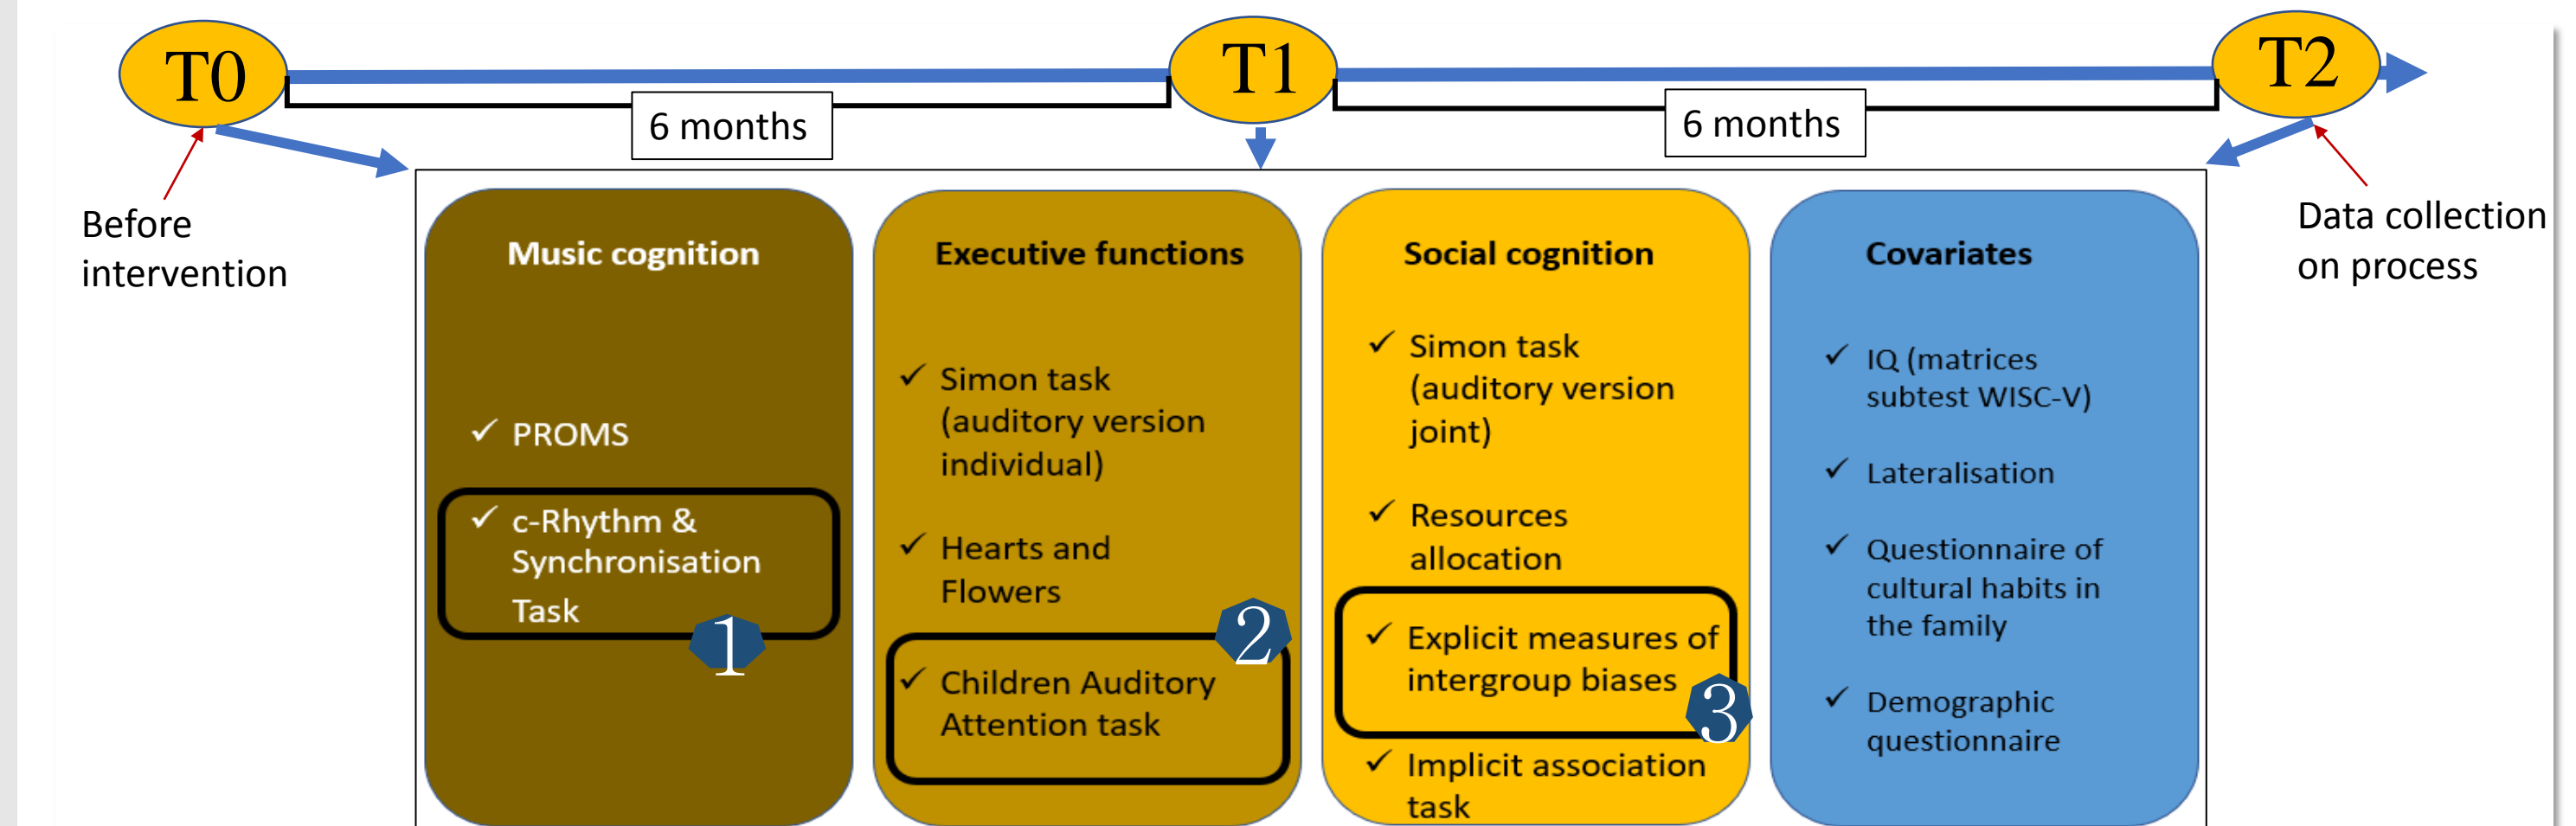 T0
T1
T2
6 months
6 months
Before
intervention
Data collection
on process
Music cognition
✓ PROMS
✓ c-Rhythm &
Synchronisation
Task
1
Executive functions
✓ Simon task
(auditory version
individual)
✓ Hearts and
Flowers
2
✓ Children Auditory
Attention task
Social cognition
✓ Simon task
(auditory version
joint)
✓ Resources
allocation
✓ Explicit measures of
intergroup biases
3
✓ Implicit association
task
Covariates
✓ IQ (matrices
subtest WISC-V)
✓ Lateralisation
✓ Questionnaire of
cultural habits in
the family
✓ Demographic
questionnaire